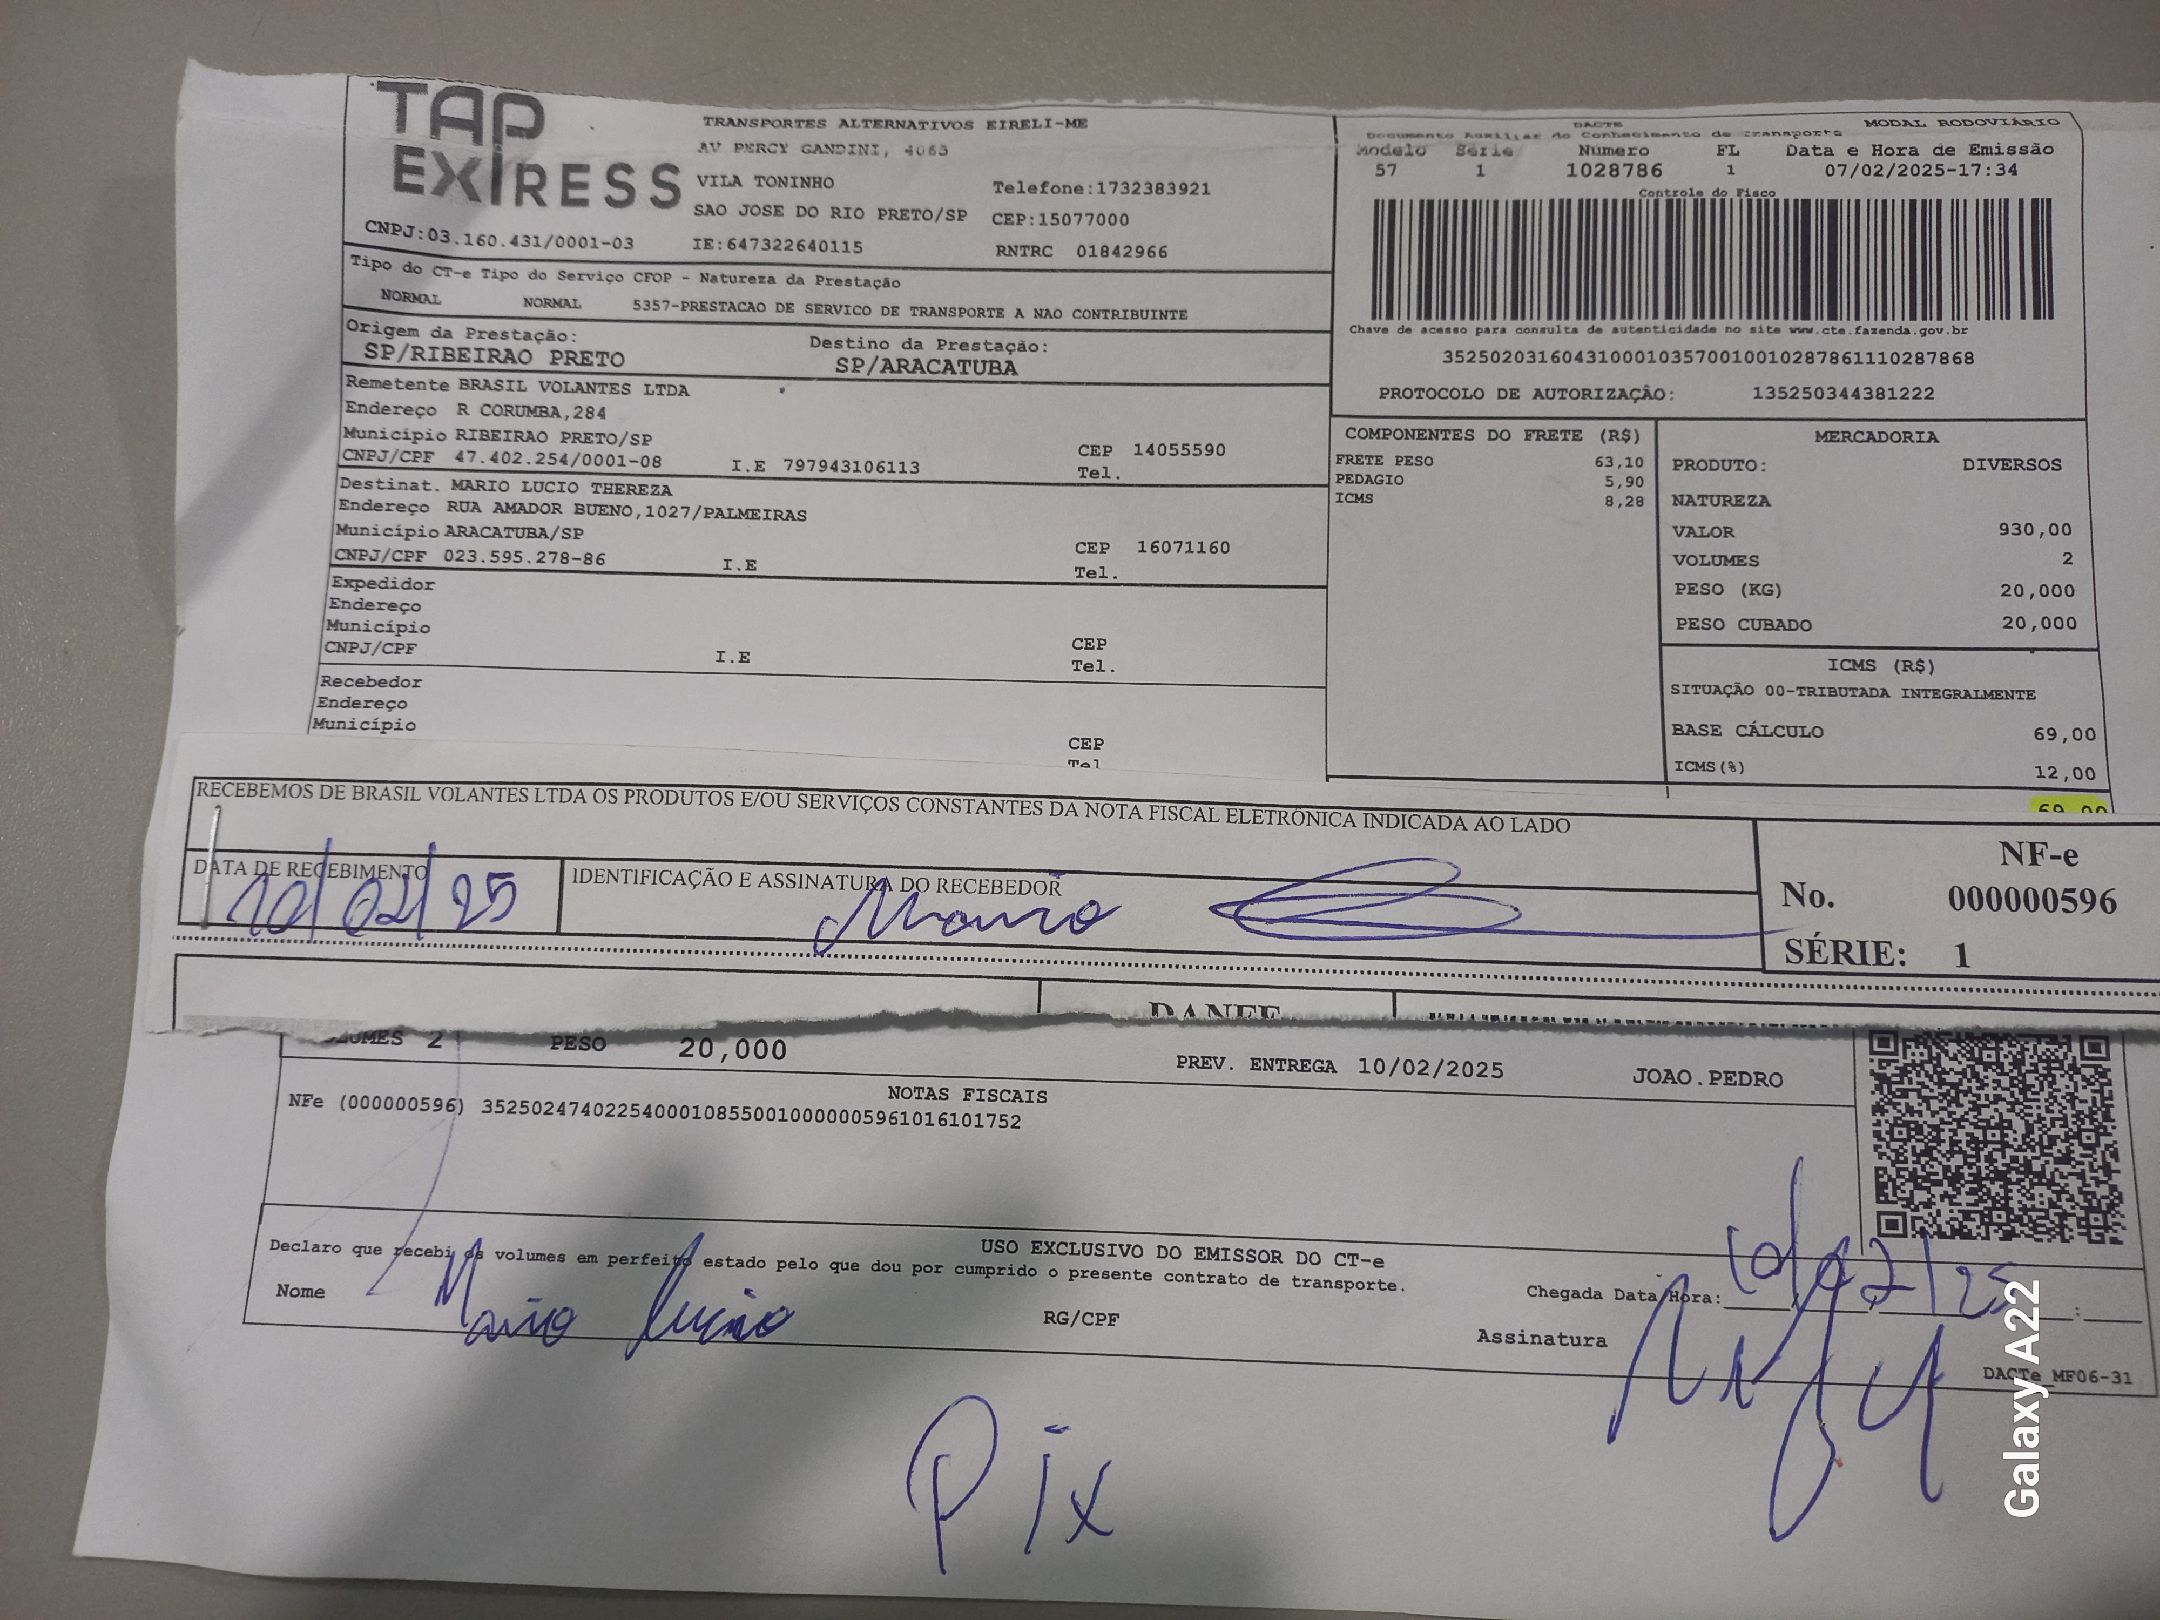 TAP
EXPRESS
TRANSPORTES ALTERNATIVOS EIRELI-ME
AV PERCY GANDINI, 4065
VILA TONINHO
Telefone:1732383921
SAO JOSE DO RIO PRETO/SP
CEP:15077000
CNPJ:03.160.431/0001-03
IE:647322640115
RNTRC 01842966
Tipo do CT-e Tipo do Serviço CFOP - Natureza da Prestação
NORMAL NORMAL 5357-PRESTACAO DE SERVICO DE TRANSPORTE A NAO CONTRIBUINTE
Origem da Prestação:
SP/RIBEIRAO PRETO
Destino da Prestação:
SP/ARACATUBA
Remetente BRASIL VOLANTES LTDA
Endereço R CORUMBA,284
Município RIBEIRAO PRETO/SP
CEP 14055590
CNPJ/CPF 47.402.254/0001-08 I.E 797943106113 Tel.
Destinat. MARIO LUCIO THEREZA
Endereço RUA AMADOR BUENO,1027/PALMEIRAS
Município ARACATUBA/SP
CEP 16071160
CNPJ/CPF 023.595.278-86 I.E Tel.
Expedidor
Endereço
Município
CEP
CNPJ/CPF I.E Tel.
Recebedor
Endereço
Município
CEP
Tel
DACTE
MODAL RODOVIÁRIO
Documento Auxiliar do Conhecimento de Transporte
Modelo Série Número FL Data e Hora de Emissão
57 1 1028786 1 07/02/2025-17:34
Controle do Fisco
Chave de acesso para consulta de autenticidade no site www.cte.fazenda.gov.br
35250203160431000103570010010287861110287868
PROTOCOLO DE AUTORIZAÇÂO: 135250344381222
COMPONENTES DO FRETE (R$)
FRETE PESO 63,10
PEDAGIO 5,90
ICMS 8,28
MERCADORIA
PRODUTO: DIVERSOS
NATUREZA
VALOR 930,00
VOLUMES 2
PESO (KG) 20,000
PESO CUBADO 20,000
ICMS (R$)
SITUAÇÃO 00-TRIBUTADA INTEGRALMENTE
BASE CÁLCULO 69,00
ICMS(%) 12,00
69,00
RECEBEMOS DE BRASIL VOLANTES LTDA OS PRODUTOS E/OU SERVIÇOS CONSTANTES DA NOTA FISCAL ELETRÔNICA INDICADA AO LADO
DATA DE RECEBIMENTO
10/02/25
IDENTIFICAÇÃO E ASSINATURA DO RECEBEDOR
Mario
NF-e
No. 000000596
SÉRIE: 1
DANFE
VOLUMES 2 PESO 20,000
PREV. ENTREGA 10/02/2025 JOAO.PEDRO
NOTAS FISCAIS
NFe (000000596) 35250247402254000108550010000005961016101752
USO EXCLUSIVO DO EMISSOR DO CT-e
Declaro que recebi os volumes em perfeito estado pelo que dou por cumprido o presente contrato de transporte.
Nome Mario Lucio
RG/CPF
Chegada Data/Hora: 10/02/25 :
Assinatura
DACTe_MF06-31
Pix
Galaxy A22